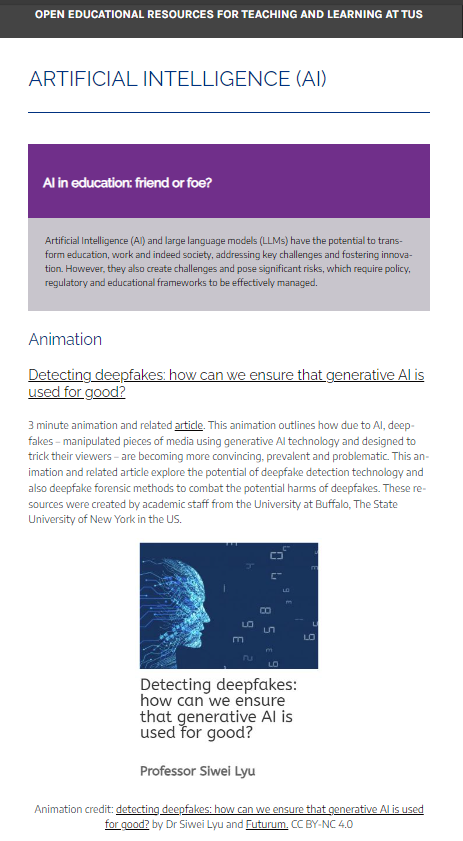 OPEN EDUCATIONAL RESOURCES FOR TEACHING AND LEARNING AT TUS
ARTIFICIAL INTELLIGENCE (AI)
AI in education: friend or foe?
Artificial Intelligence (AI) and large language models (LLMs) have the potential to trans-
form education, work and indeed society, addressing key challenges and fostering innova-
tion. However, they also create challenges and pose significant risks, which require policy,
regulatory and educational frameworks to be effectively managed.
Animation
Detecting deepfakes: how can we ensure that generative AI is
used for good?
3 minute animation and related article. This animation outlines how due to AI, deep-
fakes – manipulated pieces of media using generative AI technology and designed to
trick their viewers – are becoming more convincing, prevalent and problematic. This an-
imation and related article explore the potential of deepfake detection technology and
also deepfake forensic methods to combat the potential harms of deepfakes. These re-
sources were created by academic staff from the University at Buffalo, The State
University of New York in the US.
Detecting deepfakes:
how can we ensure
that generative AI is
used for good?
Professor Siwei Lyu
Animation credit: detecting deepfakes: how can we ensure that generative AI is used
for good? by Dr Siwei Lyu and Futurum. CC BY-NC 4.0